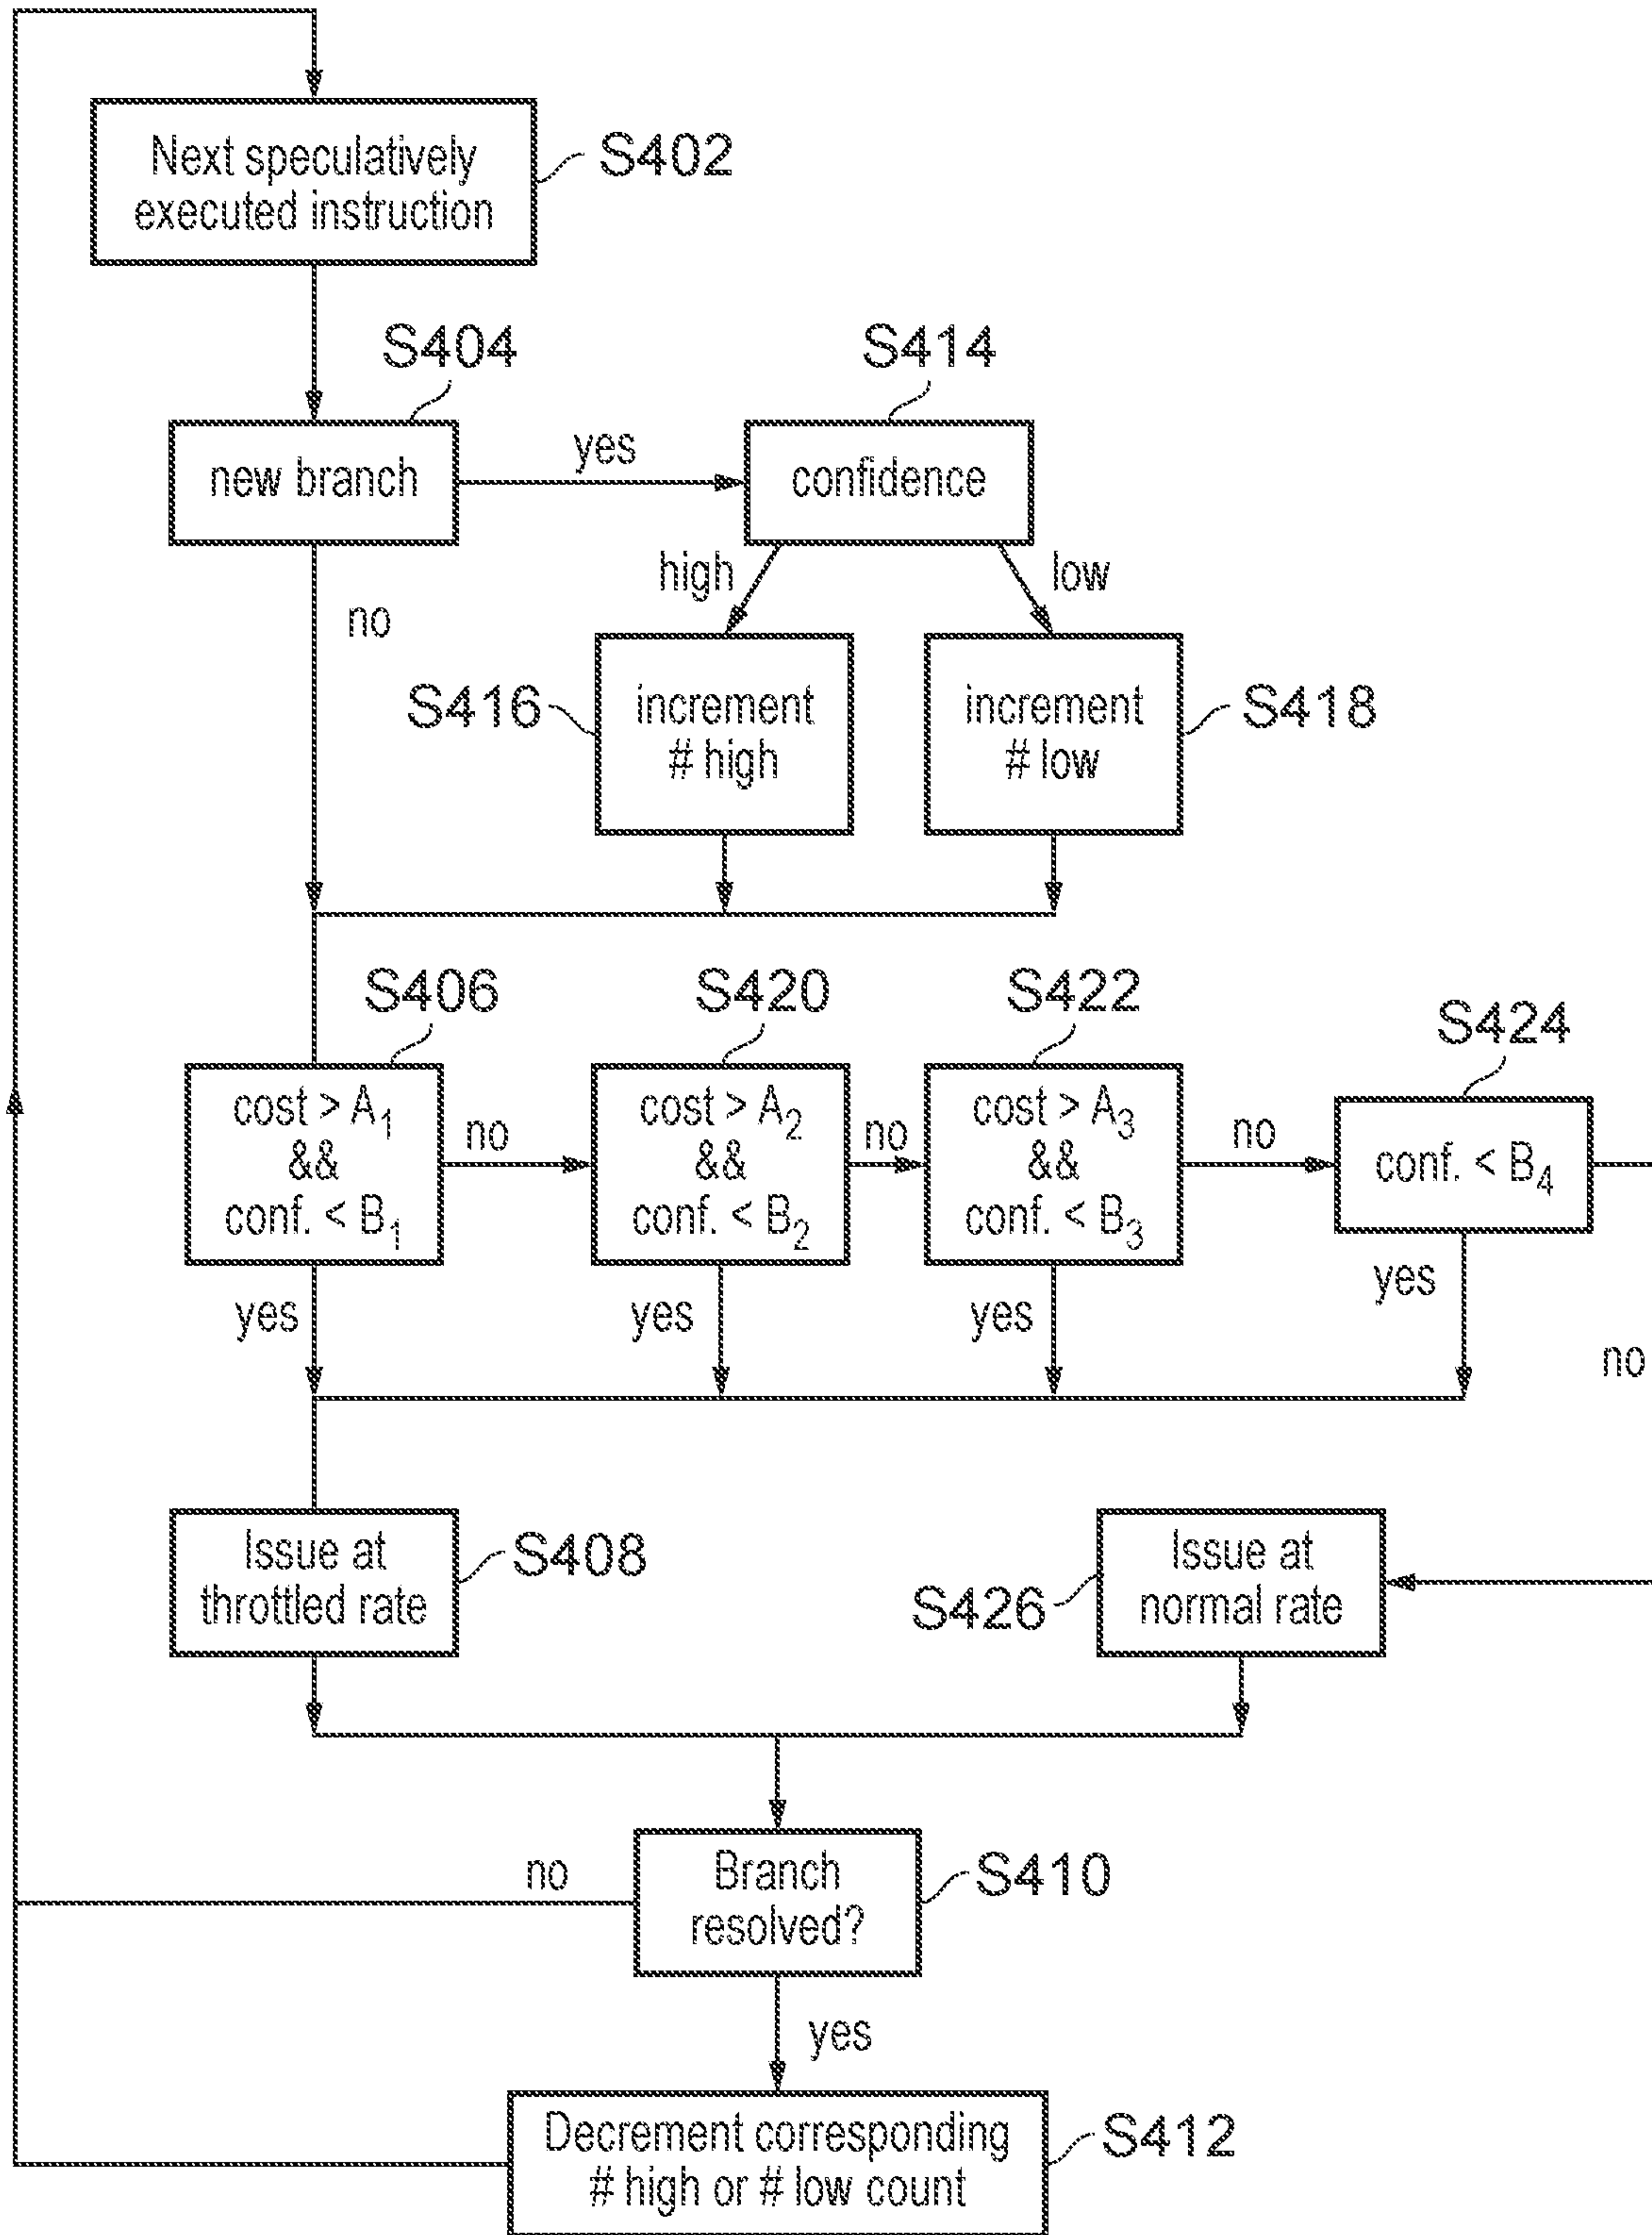 Next speculatively
executed instruction
S402
S404
S414
new branch
yes
confidence
high
low
no
S416
increment
# high
increment
# low
S418
S406
S420
S422
S424
cost > A₁
&&
conf. < B₁
no
cost > A₂
&&
conf. < B₂
no
cost > A₃
&&
conf. < B₃
no
conf. < B₄
yes
yes
yes
yes
no
Issue at
throttled rate
S408
S426
Issue at
normal rate
no
Branch
resolved?
S410
yes
Decrement corresponding
# high or # low count
S412